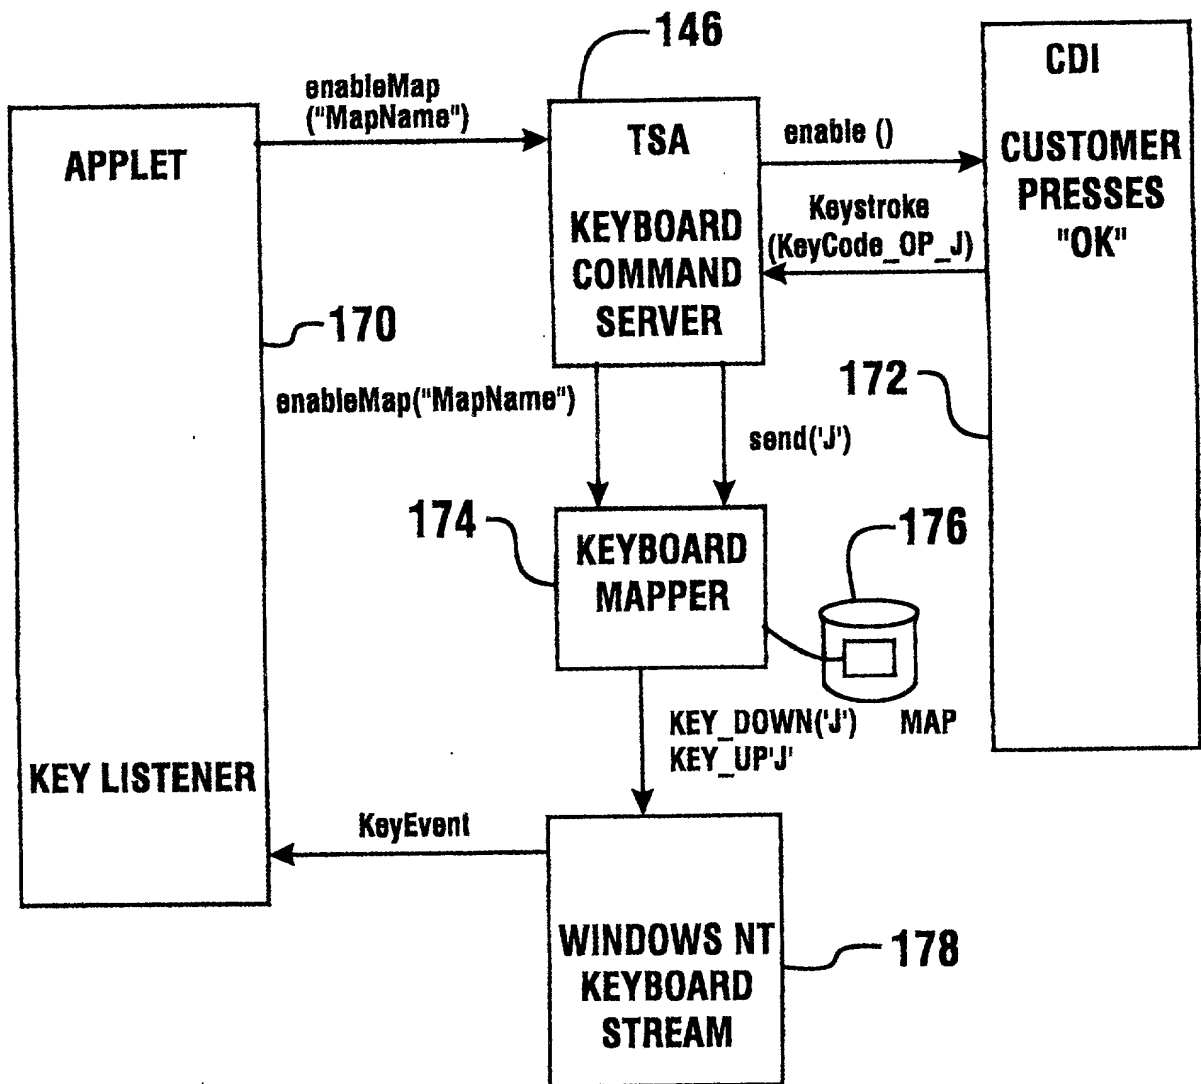 146
enableMap
("MapName")
APPLET
TSA
KEYBOARD
COMMAND
SERVER
enable ()
Keystroke
(KeyCode_OP_J)
CDI
CUSTOMER
PRESSES
"OK"
170
172
enableMap("MapName")
send('J')
174
KEYBOARD
MAPPER
176
KEY_DOWN('J')
KEY_UP'J'
MAP
KEY LISTENER
KeyEvent
WINDOWS NT
KEYBOARD
STREAM
178